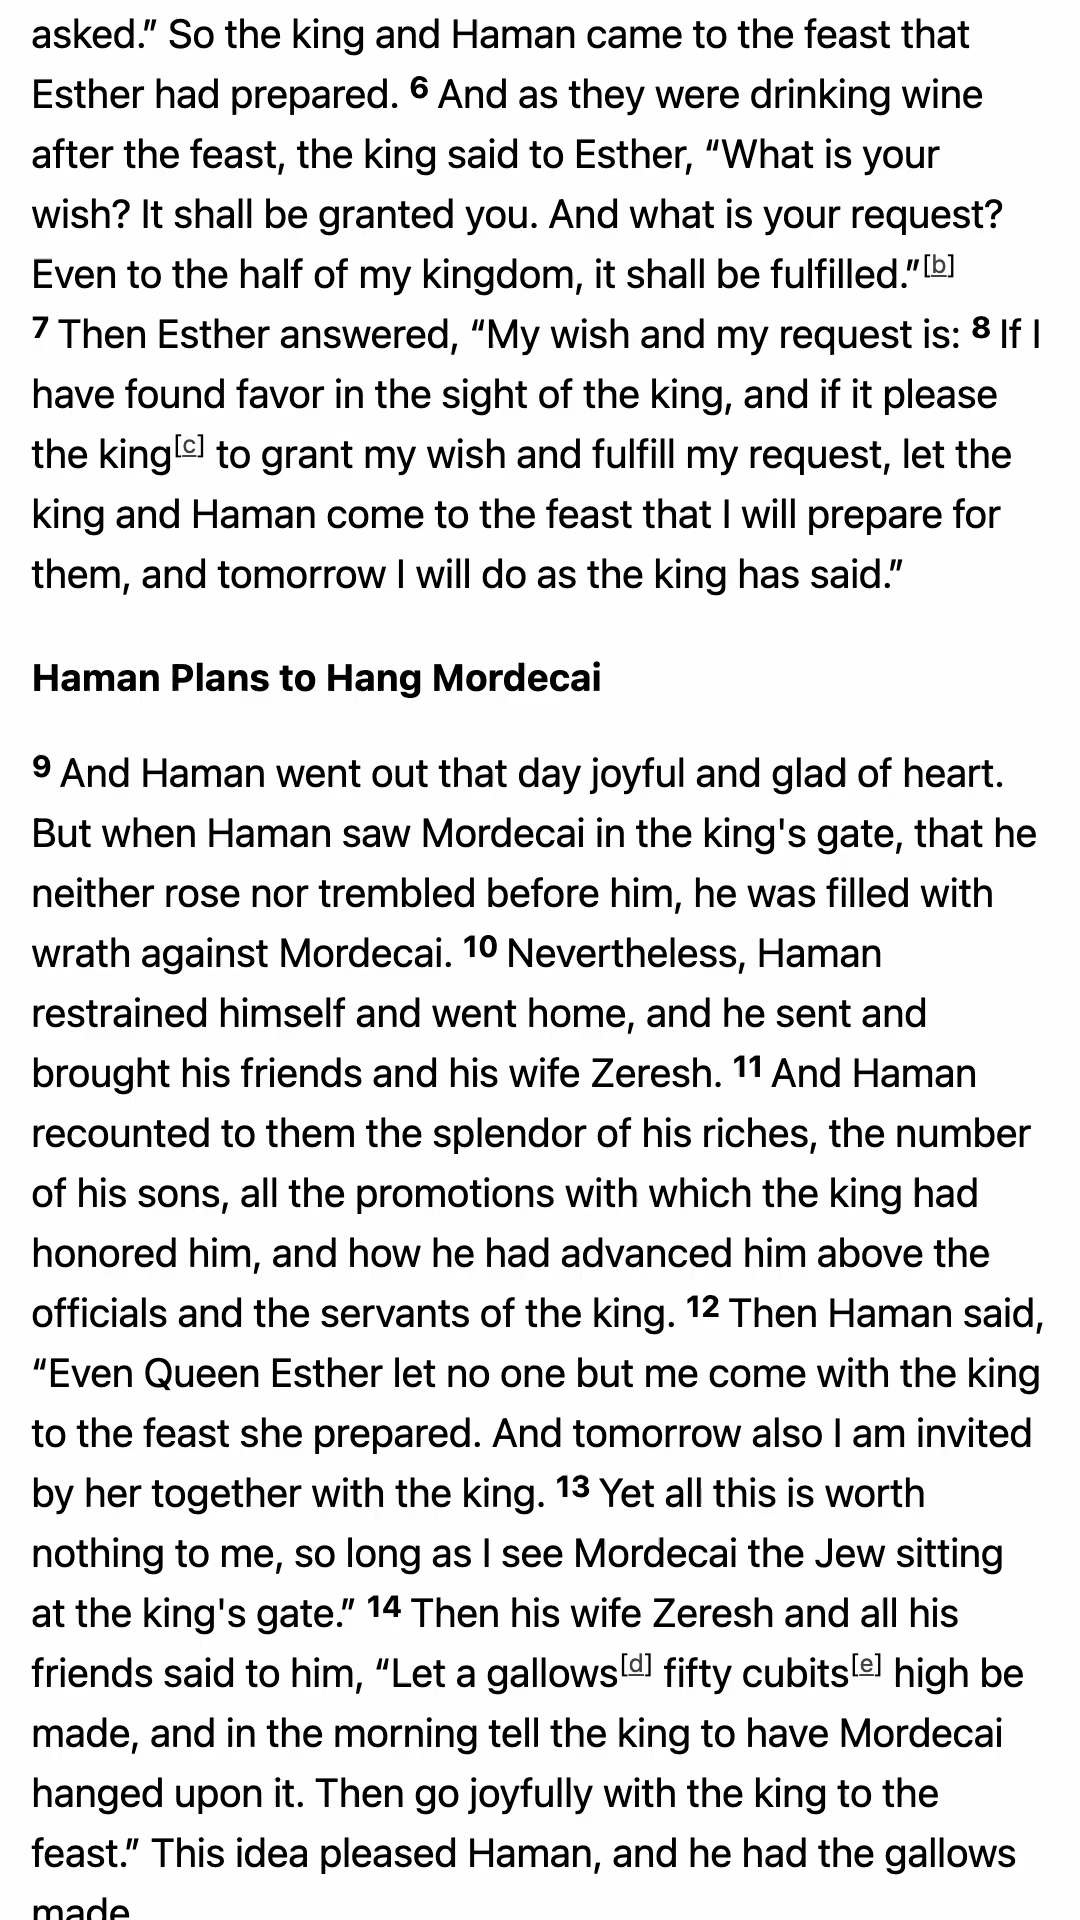 asked.” So the king and Haman came to the feast that
Esther had prepared. 6 And as they were drinking wine
after the feast, the king said to Esther, “What is your
wish? It shall be granted you. And what is your request?
Even to the half of my kingdom, it shall be fulfilled.”[b]
7 Then Esther answered, “My wish and my request is: 8 If I
have found favor in the sight of the king, and if it please
the king[c] to grant my wish and fulfill my request, let the
king and Haman come to the feast that I will prepare for
them, and tomorrow I will do as the king has said.”
Haman Plans to Hang Mordecai
9 And Haman went out that day joyful and glad of heart.
But when Haman saw Mordecai in the king's gate, that he
neither rose nor trembled before him, he was filled with
wrath against Mordecai. 10 Nevertheless, Haman
restrained himself and went home, and he sent and
brought his friends and his wife Zeresh. 11 And Haman
recounted to them the splendor of his riches, the number
of his sons, all the promotions with which the king had
honored him, and how he had advanced him above the
officials and the servants of the king. 12 Then Haman said,
“Even Queen Esther let no one but me come with the king
to the feast she prepared. And tomorrow also I am invited
by her together with the king. 13 Yet all this is worth
nothing to me, so long as I see Mordecai the Jew sitting
at the king's gate.” 14 Then his wife Zeresh and all his
friends said to him, “Let a gallows[d] fifty cubits[e] high be
made, and in the morning tell the king to have Mordecai
hanged upon it. Then go joyfully with the king to the
feast.” This idea pleased Haman, and he had the gallows
made